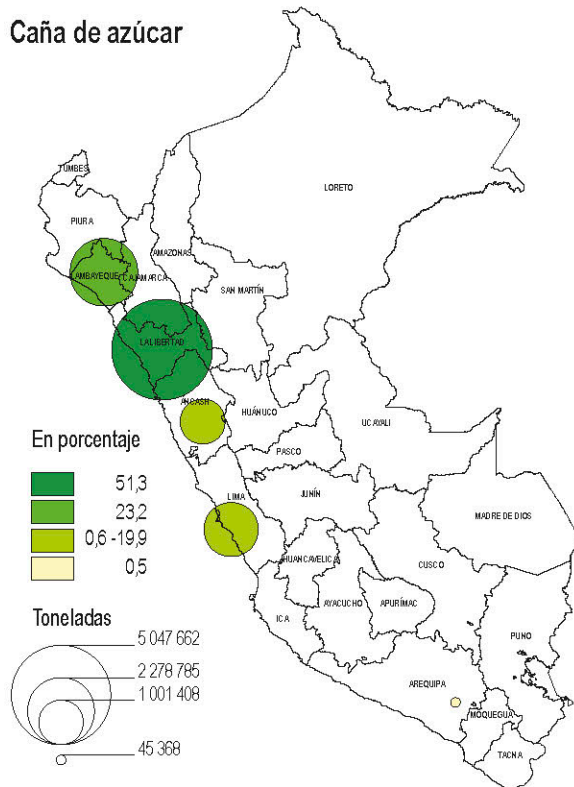 Caña de azúcar
TUMBES
PIURA
LORETO
AMAZONAS
LAMBAYEQUE
CAJAMARCA
SAN MARTÍN
LA LIBERTAD
ANCASH
HUÁNUCO
UCAYALI
PASCO
LIMA
JUNÍN
MADRE DE DIOS
HUANCAVELICA
CUSCO
ICA
AYACUCHO
APURÍMAC
PUNO
AREQUIPA
MOQUEGUA
TACNA
En porcentaje
51,3
23,2
0,6 -19,9
0,5
Toneladas
5 047 662
2 278 785
1 001 408
45 368